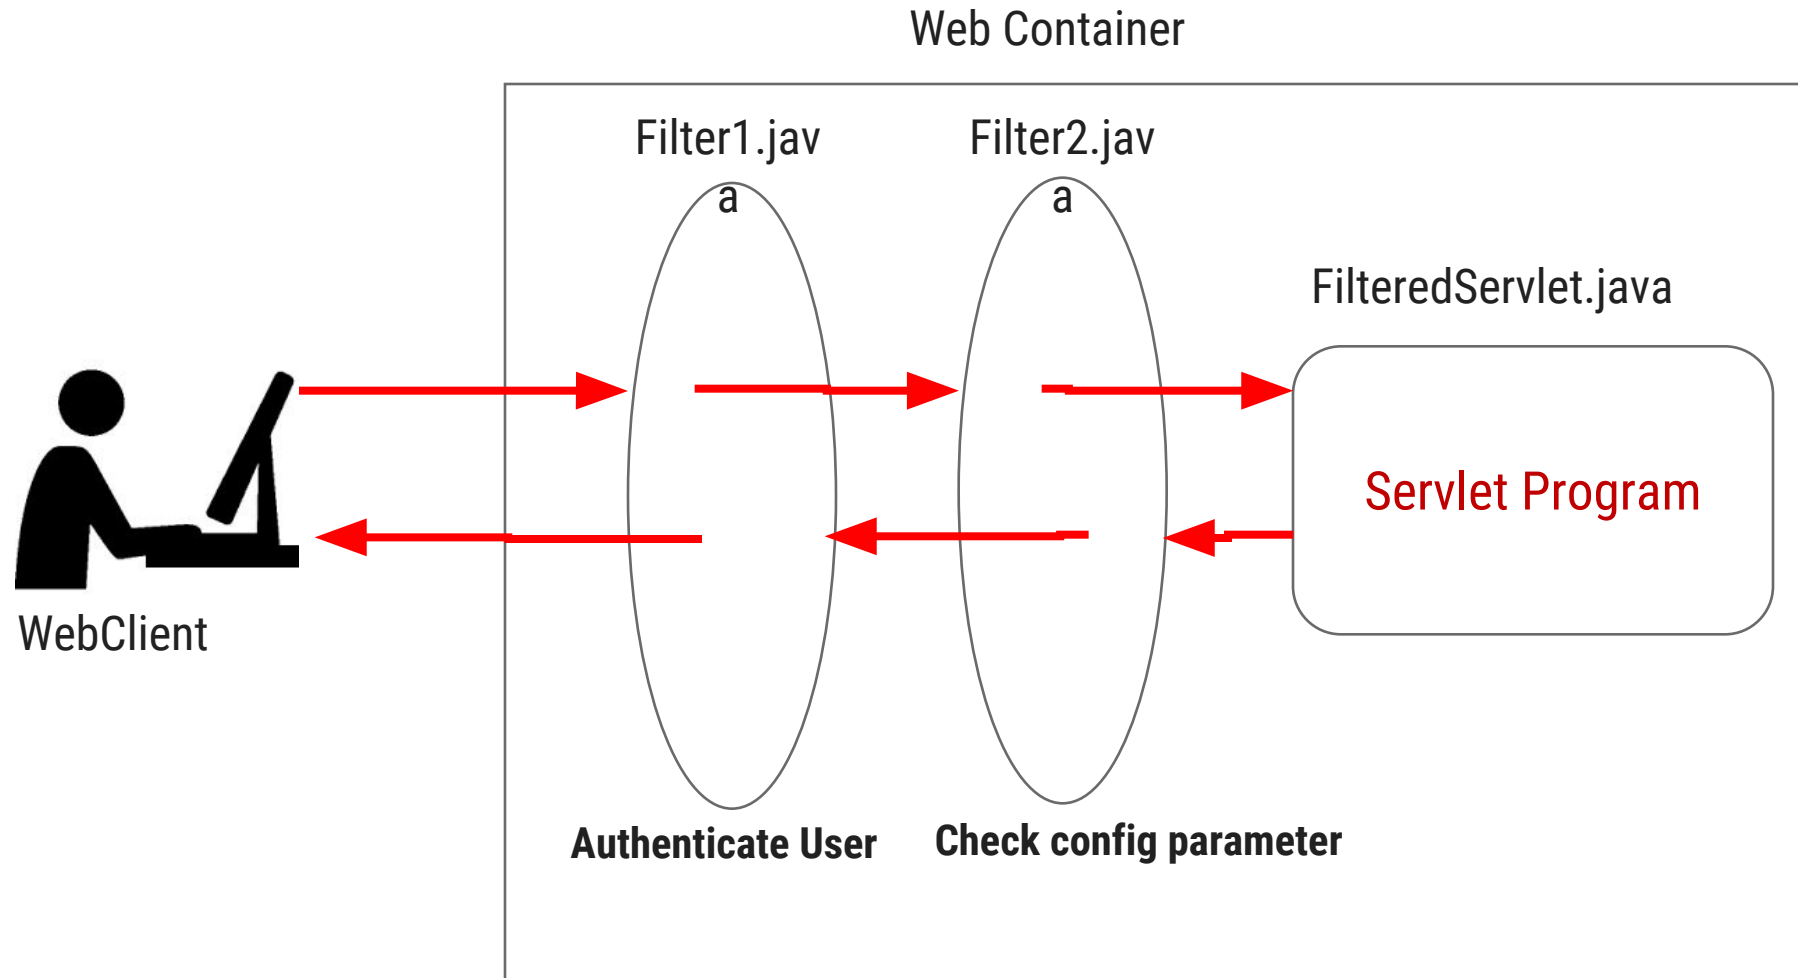 Web Container
Filter1.jav
a
Filter2.jav
a
FilteredServlet.java
Servlet Program
WebClient
Authenticate User
Check config parameter